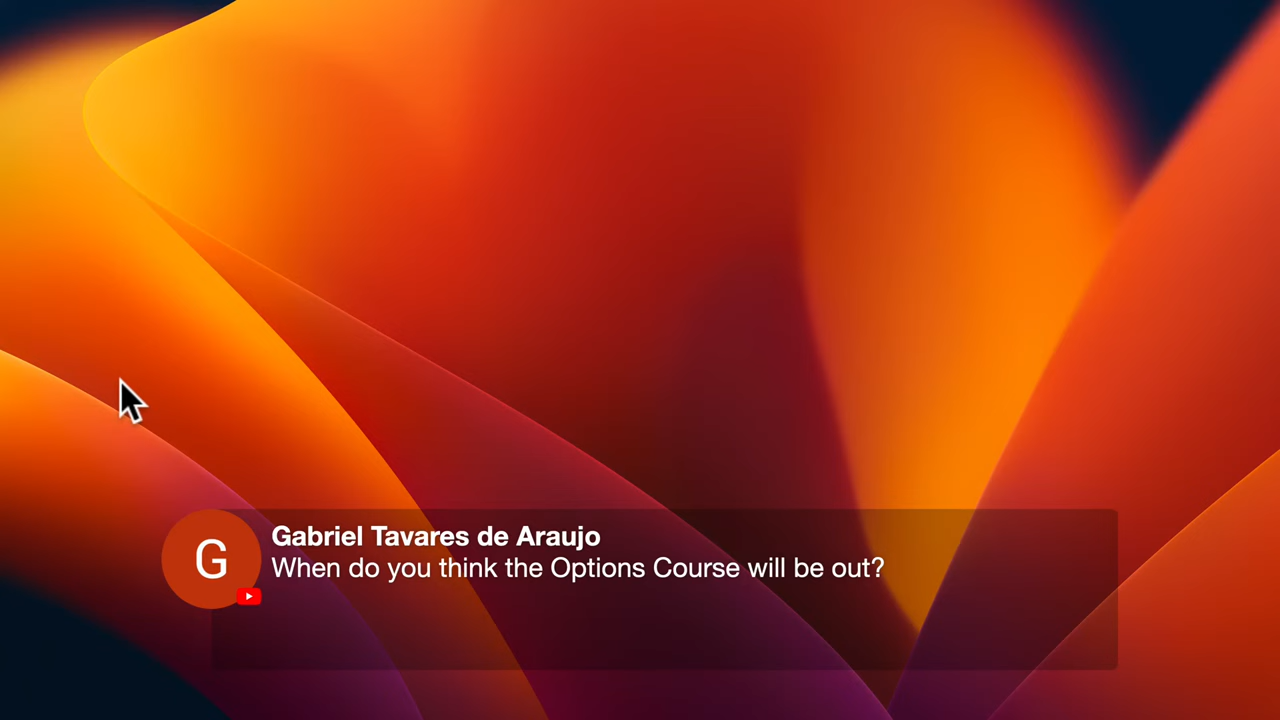 Gabriel Tavares de Araujo
G
When do you think the Options Course will be out?